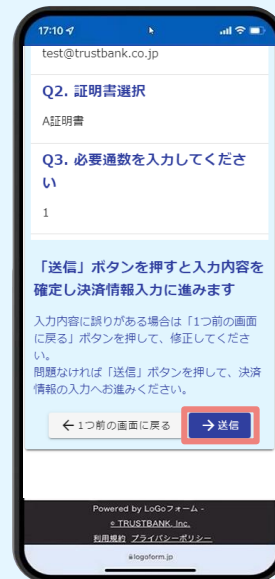 17:10
test@trustbank.co.jp
Q2. 証明書選択
A証明書
Q3. 必要通数を入力してくださ
い
1
「送信」ボタンを押すと入力内容を
確定し決済情報入力に進みます
入力内容に誤りがある場合は「1つ前の画面
に戻る」ボタンを押して、修正してくださ
い。
問題なければ「送信」ボタンを押して、決済
情報の入力へお進みください。
← 1つ前の画面に戻る → 送信
Powered by LoGoフォーム -
© TRUSTBANK, Inc.
利用規約 プライバシーポリシー
logoform.jp